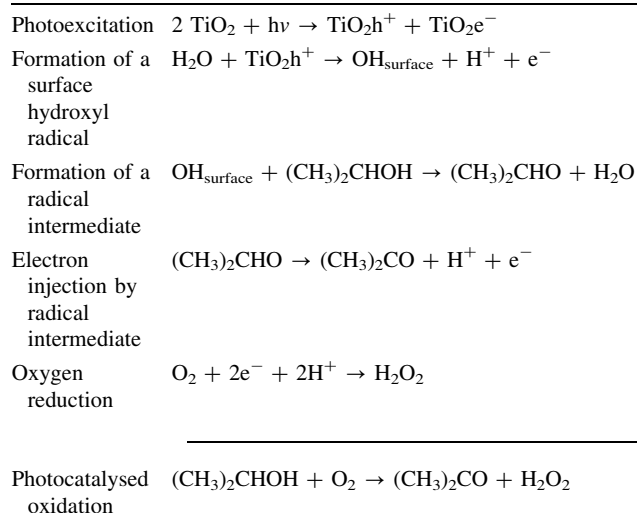 Photoexcitation 2 TiO₂ + hν → TiO₂h⁺ + TiO₂e⁻
Formation of a H₂O + TiO₂h⁺ → OH_surface + H⁺ + e⁻
surface
hydroxyl
radical
Formation of a OH_surface + (CH₃)₂CHOH → (CH₃)₂CHO + H₂O
radical
intermediate
Electron (CH₃)₂CHO → (CH₃)₂CO + H⁺ + e⁻
injection by
radical
intermediate
Oxygen O₂ + 2e⁻ + 2H⁺ → H₂O₂
reduction
Photocatalysed (CH₃)₂CHOH + O₂ → (CH₃)₂CO + H₂O₂
oxidation